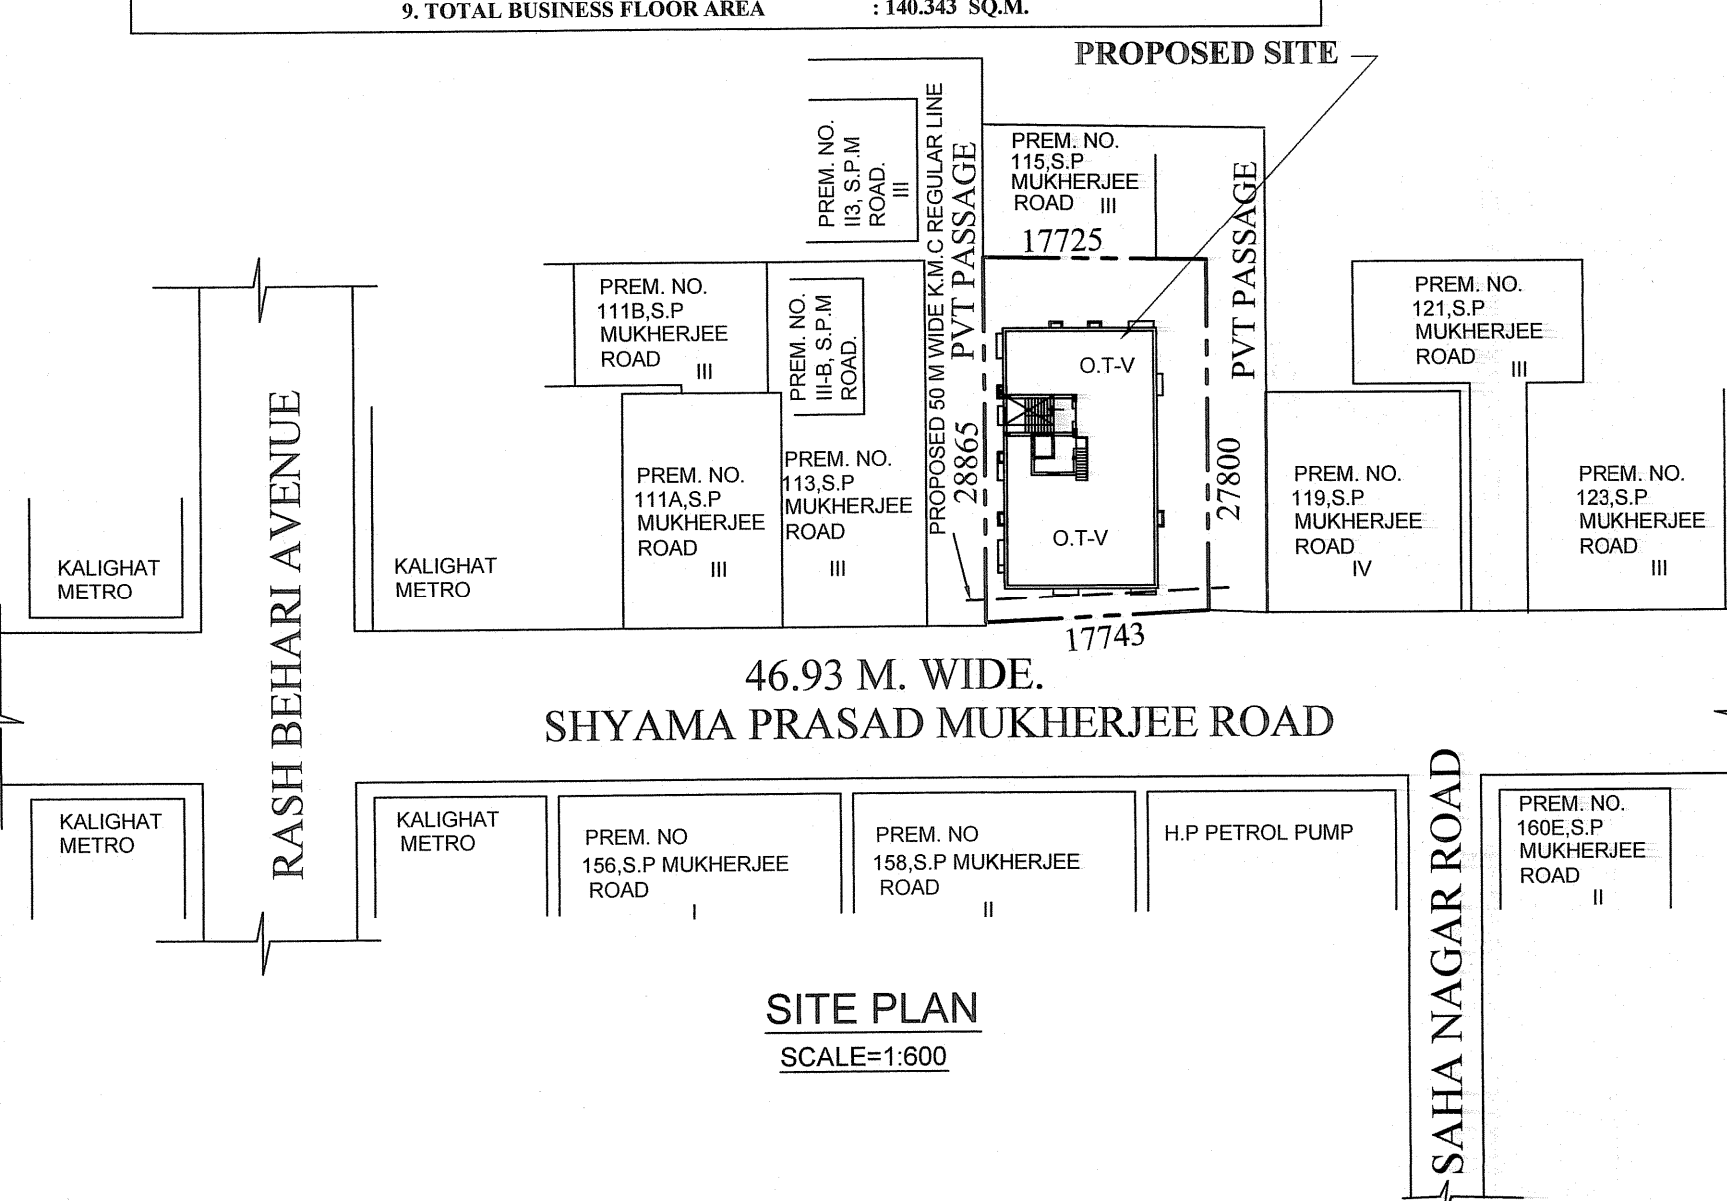 9. TOTAL BUSINESS FLOOR AREA : 140.343 SQ.M.
PROPOSED SITE
PREM. NO.
II3, S.P.M
ROAD.
III
PROPOSED 50 M WIDE K.M.C REGULAR LINE
PVT PASSAGE
PREM. NO.
115,S.P
MUKHERJEE
ROAD III
17725
PVT PASSAGE
PREM. NO.
111B,S.P
MUKHERJEE
ROAD
III
PREM. NO.
III-B, S.P.M
ROAD.
O.T-V
PREM. NO.
121,S.P
MUKHERJEE
ROAD
III
RASH BEHARI AVENUE
28865
27800
O.T-V
KALIGHAT
METRO
KALIGHAT
METRO
PREM. NO.
111A,S.P
MUKHERJEE
ROAD
III
PREM. NO.
113,S.P
MUKHERJEE
ROAD
III
PREM. NO.
119,S.P
MUKHERJEE
ROAD
IV
PREM. NO.
123,S.P
MUKHERJEE
ROAD
III
17743
46.93 M. WIDE.
SHYAMA PRASAD MUKHERJEE ROAD
KALIGHAT
METRO
KALIGHAT
METRO
PREM. NO
156,S.P MUKHERJEE
ROAD
I
PREM. NO
158,S.P MUKHERJEE
ROAD
II
H.P PETROL PUMP
SAHA NAGAR ROAD
PREM. NO.
160E,S.P
MUKHERJEE
ROAD
II
SITE PLAN
SCALE=1:600